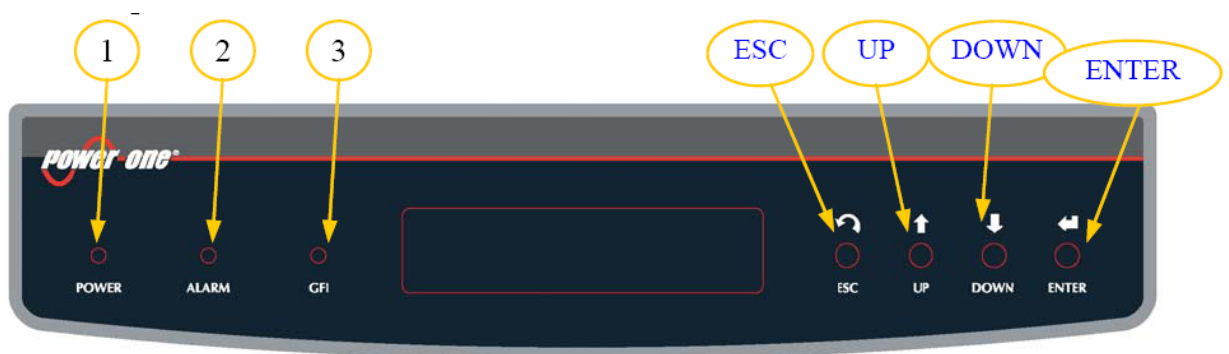 1 2 3 ESC UP DOWN ENTER
power-one®
POWER ALARM GFI ESC UP DOWN ENTER